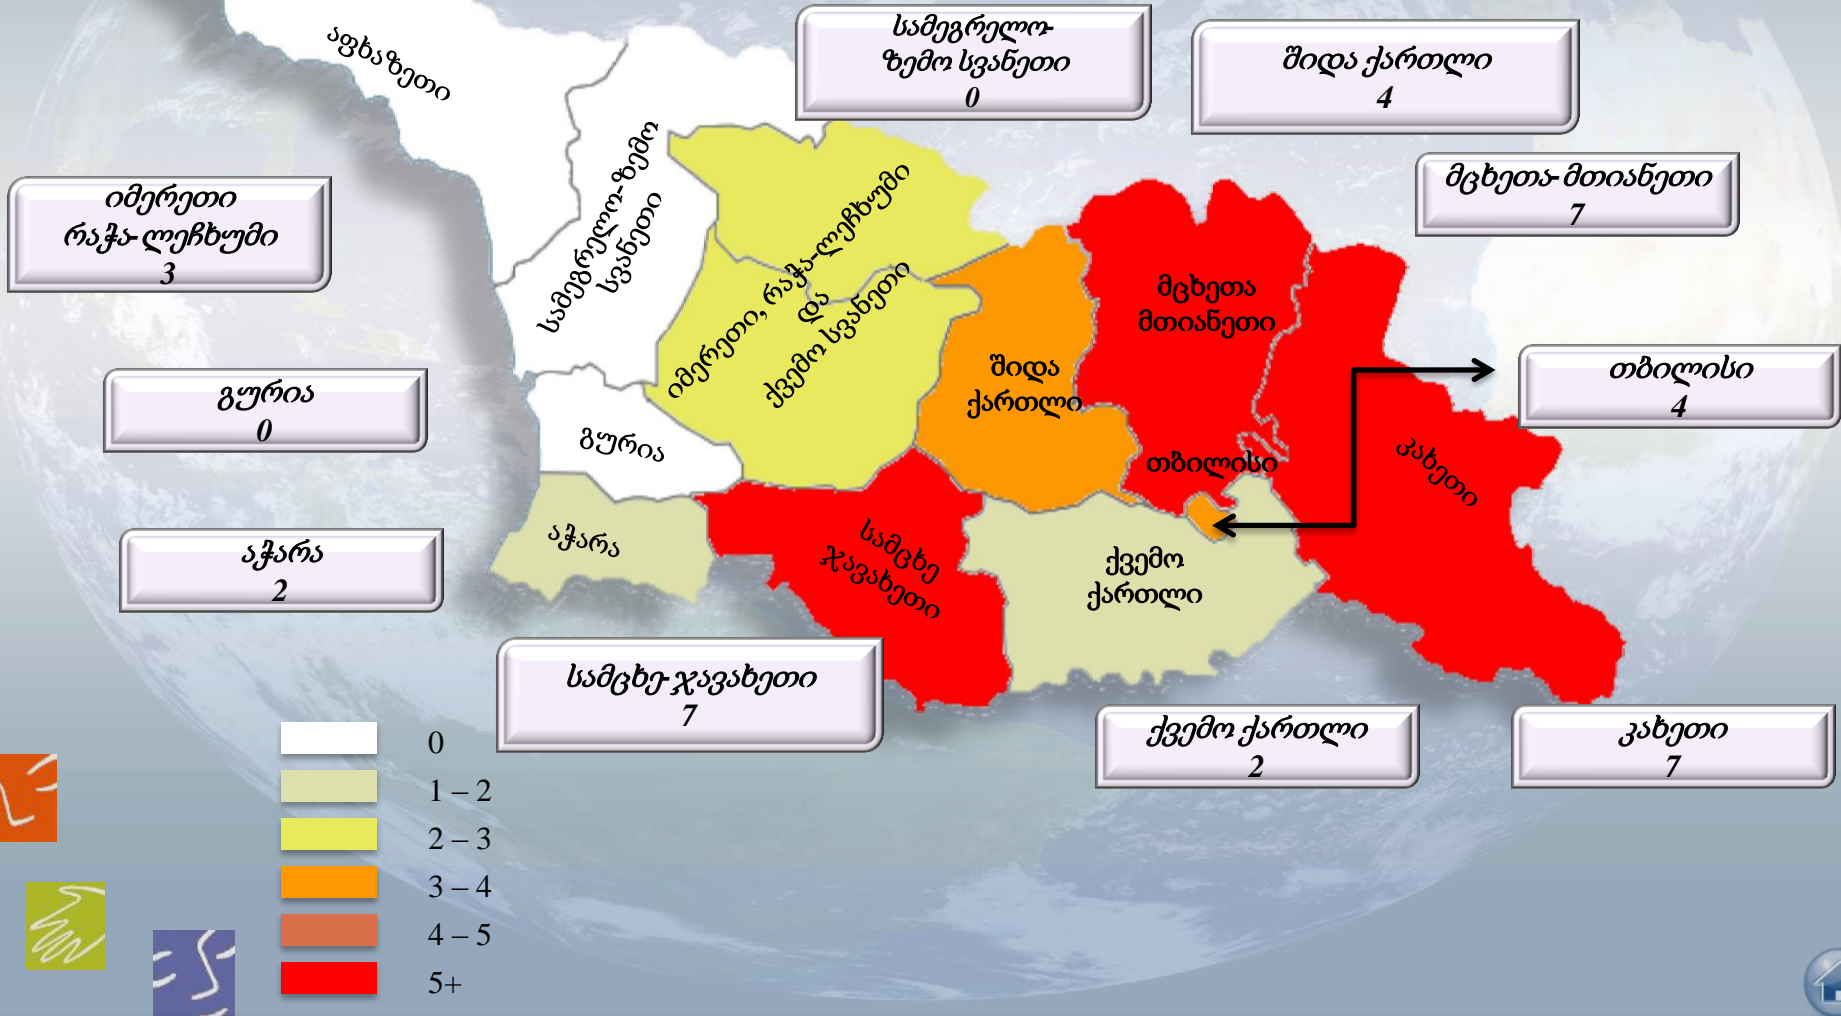 აფხაზეთი
სამეგრელო-
ზემო სვანეთი
0
შიდა ქართლი
4
მცხეთა-მთიანეთი
7
იმერეთი
რაჭა-ლეჩხუმი
3
სამეგრელო-ზემო
სვანეთი
იმერეთი, რაჭა-ლეჩხუმი
და
ქვემო სვანეთი
მცხეთა
მთიანეთი
შიდა
ქართლი
თბილისი
4
გურია
0
გურია
თბილისი
კახეთი
აჭარა
2
აჭარა
სამცხე
ჯავახეთი
ქვემო
ქართლი
სამცხე-ჯავახეთი
7
ქვემო ქართლი
2
კახეთი
7
0
1 – 2
2 – 3
3 – 4
4 – 5
5+